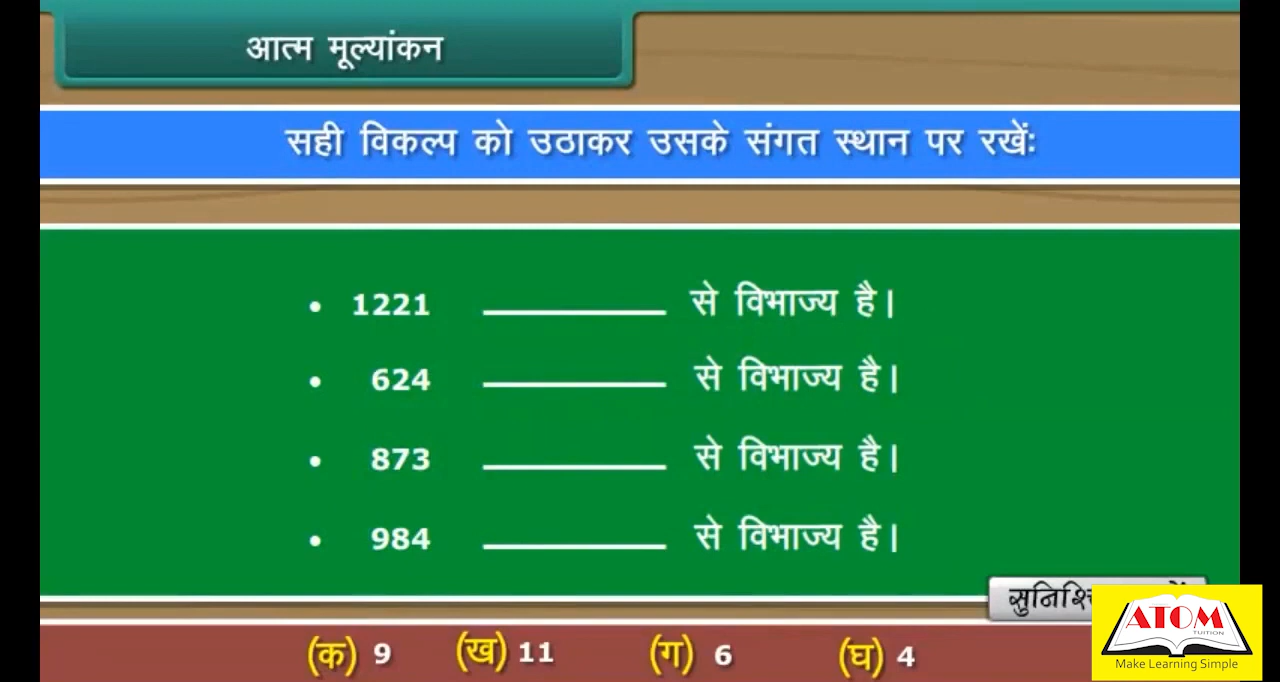 आत्म मूल्यांकन
सही विकल्प को उठाकर उसके संगत स्थान पर रखेंः
• 1221 ________ से विभाज्य है।
• 624 ________ से विभाज्य है।
• 873 ________ से विभाज्य है।
• 984 ________ से विभाज्य है।
(क) 9 (ख) 11 (ग) 6 (घ) 4
ATOM
TUITION
Make Learning Simple